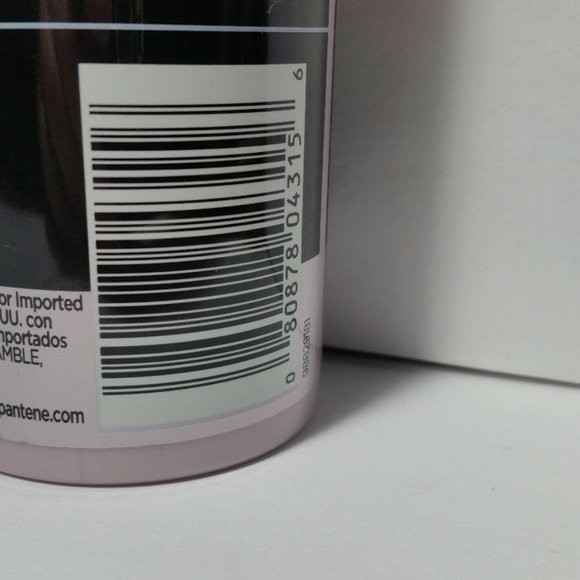 or Imported
UU. con
mportados
AMBLE,
pantene.com
0 80878 04315 6